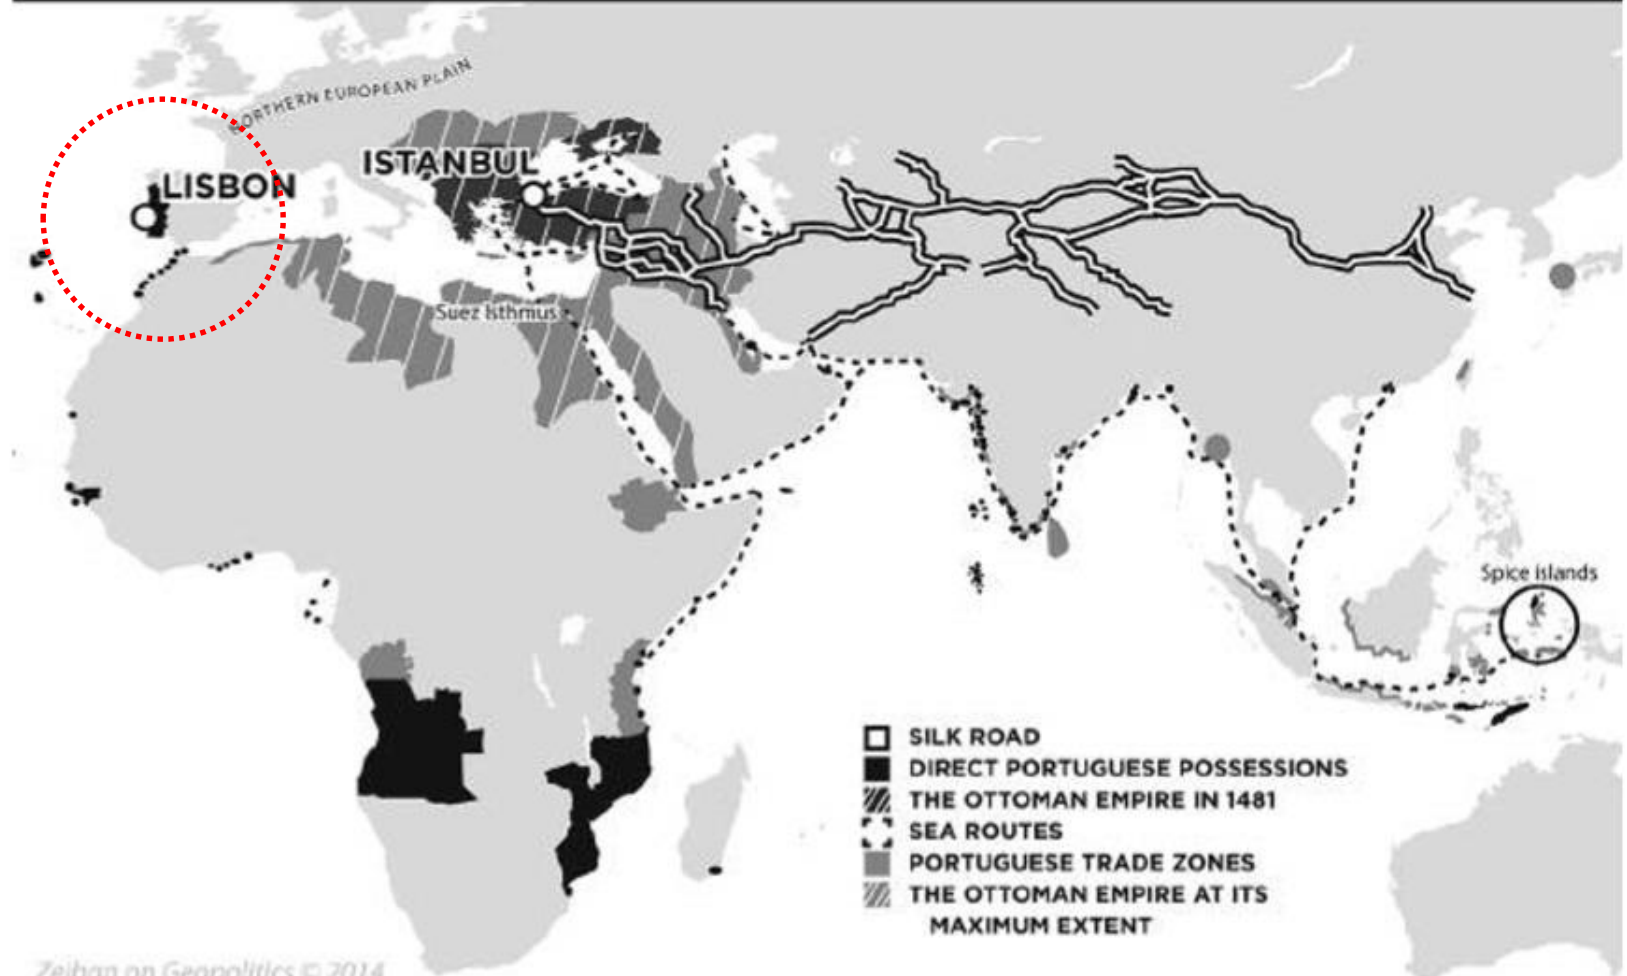 NORTHERN EUROPEAN PLAIN
ISTANBUL
LISBON
Suez Isthmus
Spice islands
SILK ROAD
DIRECT PORTUGUESE POSSESSIONS
THE OTTOMAN EMPIRE IN 1481
SEA ROUTES
PORTUGUESE TRADE ZONES
THE OTTOMAN EMPIRE AT ITS
MAXIMUM EXTENT
Zeihan on Geopolitics © 2014